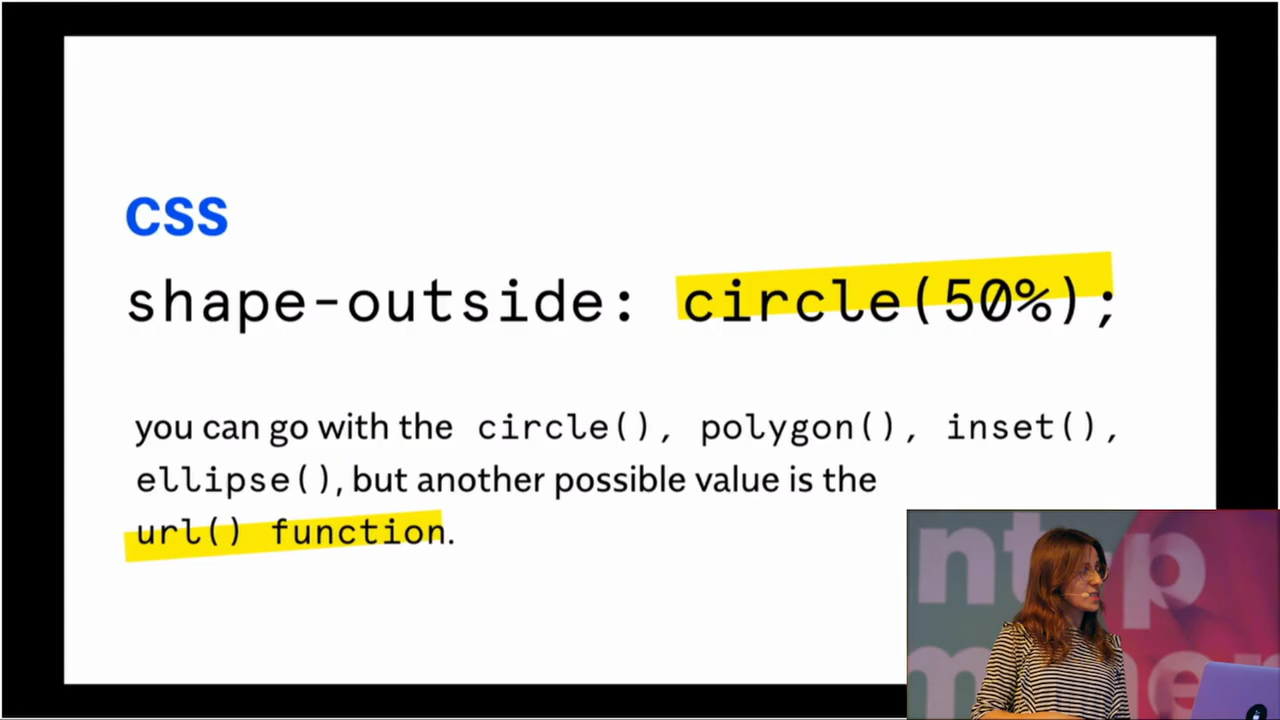 CSS
shape-outside: circle(50%);
you can go with the circle(), polygon(), inset(),
ellipse(), but another possible value is the
url() function.
nt-p